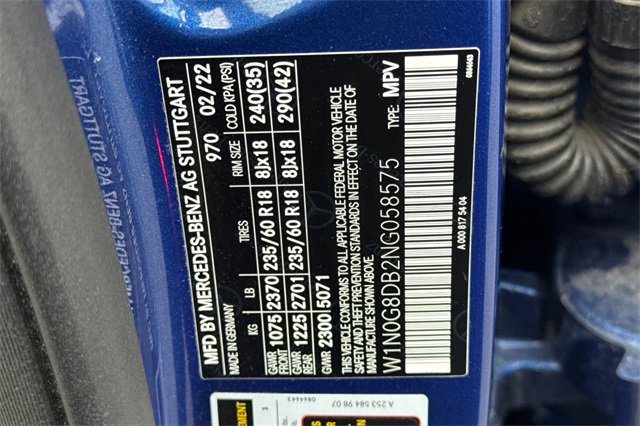 MFD BY MERCEDES-BENZ AG STUTTGART
MADE IN GERMANY 970 02/22
KG LB TIRES RIM SIZE COLD KPA (PSI)
GAWR FRONT 1075 2370 235/60 R18 8Jx18 240(35)
GAWR REAR 1225 2701 235/60 R18 8Jx18 290(42)
GVWR 2300 5071
THIS VEHICLE CONFORMS TO ALL APPLICABLE FEDERAL MOTOR VEHICLE
SAFETY AND THEFT PREVENTION STANDARDS IN EFFECT ON THE DATE OF
MANUFACTURE SHOWN ABOVE.
W1N0G8DB2NG058575 TYPE: MPV
A 000 817 54 04
0844643
A 253 584 98 07
0844643
3